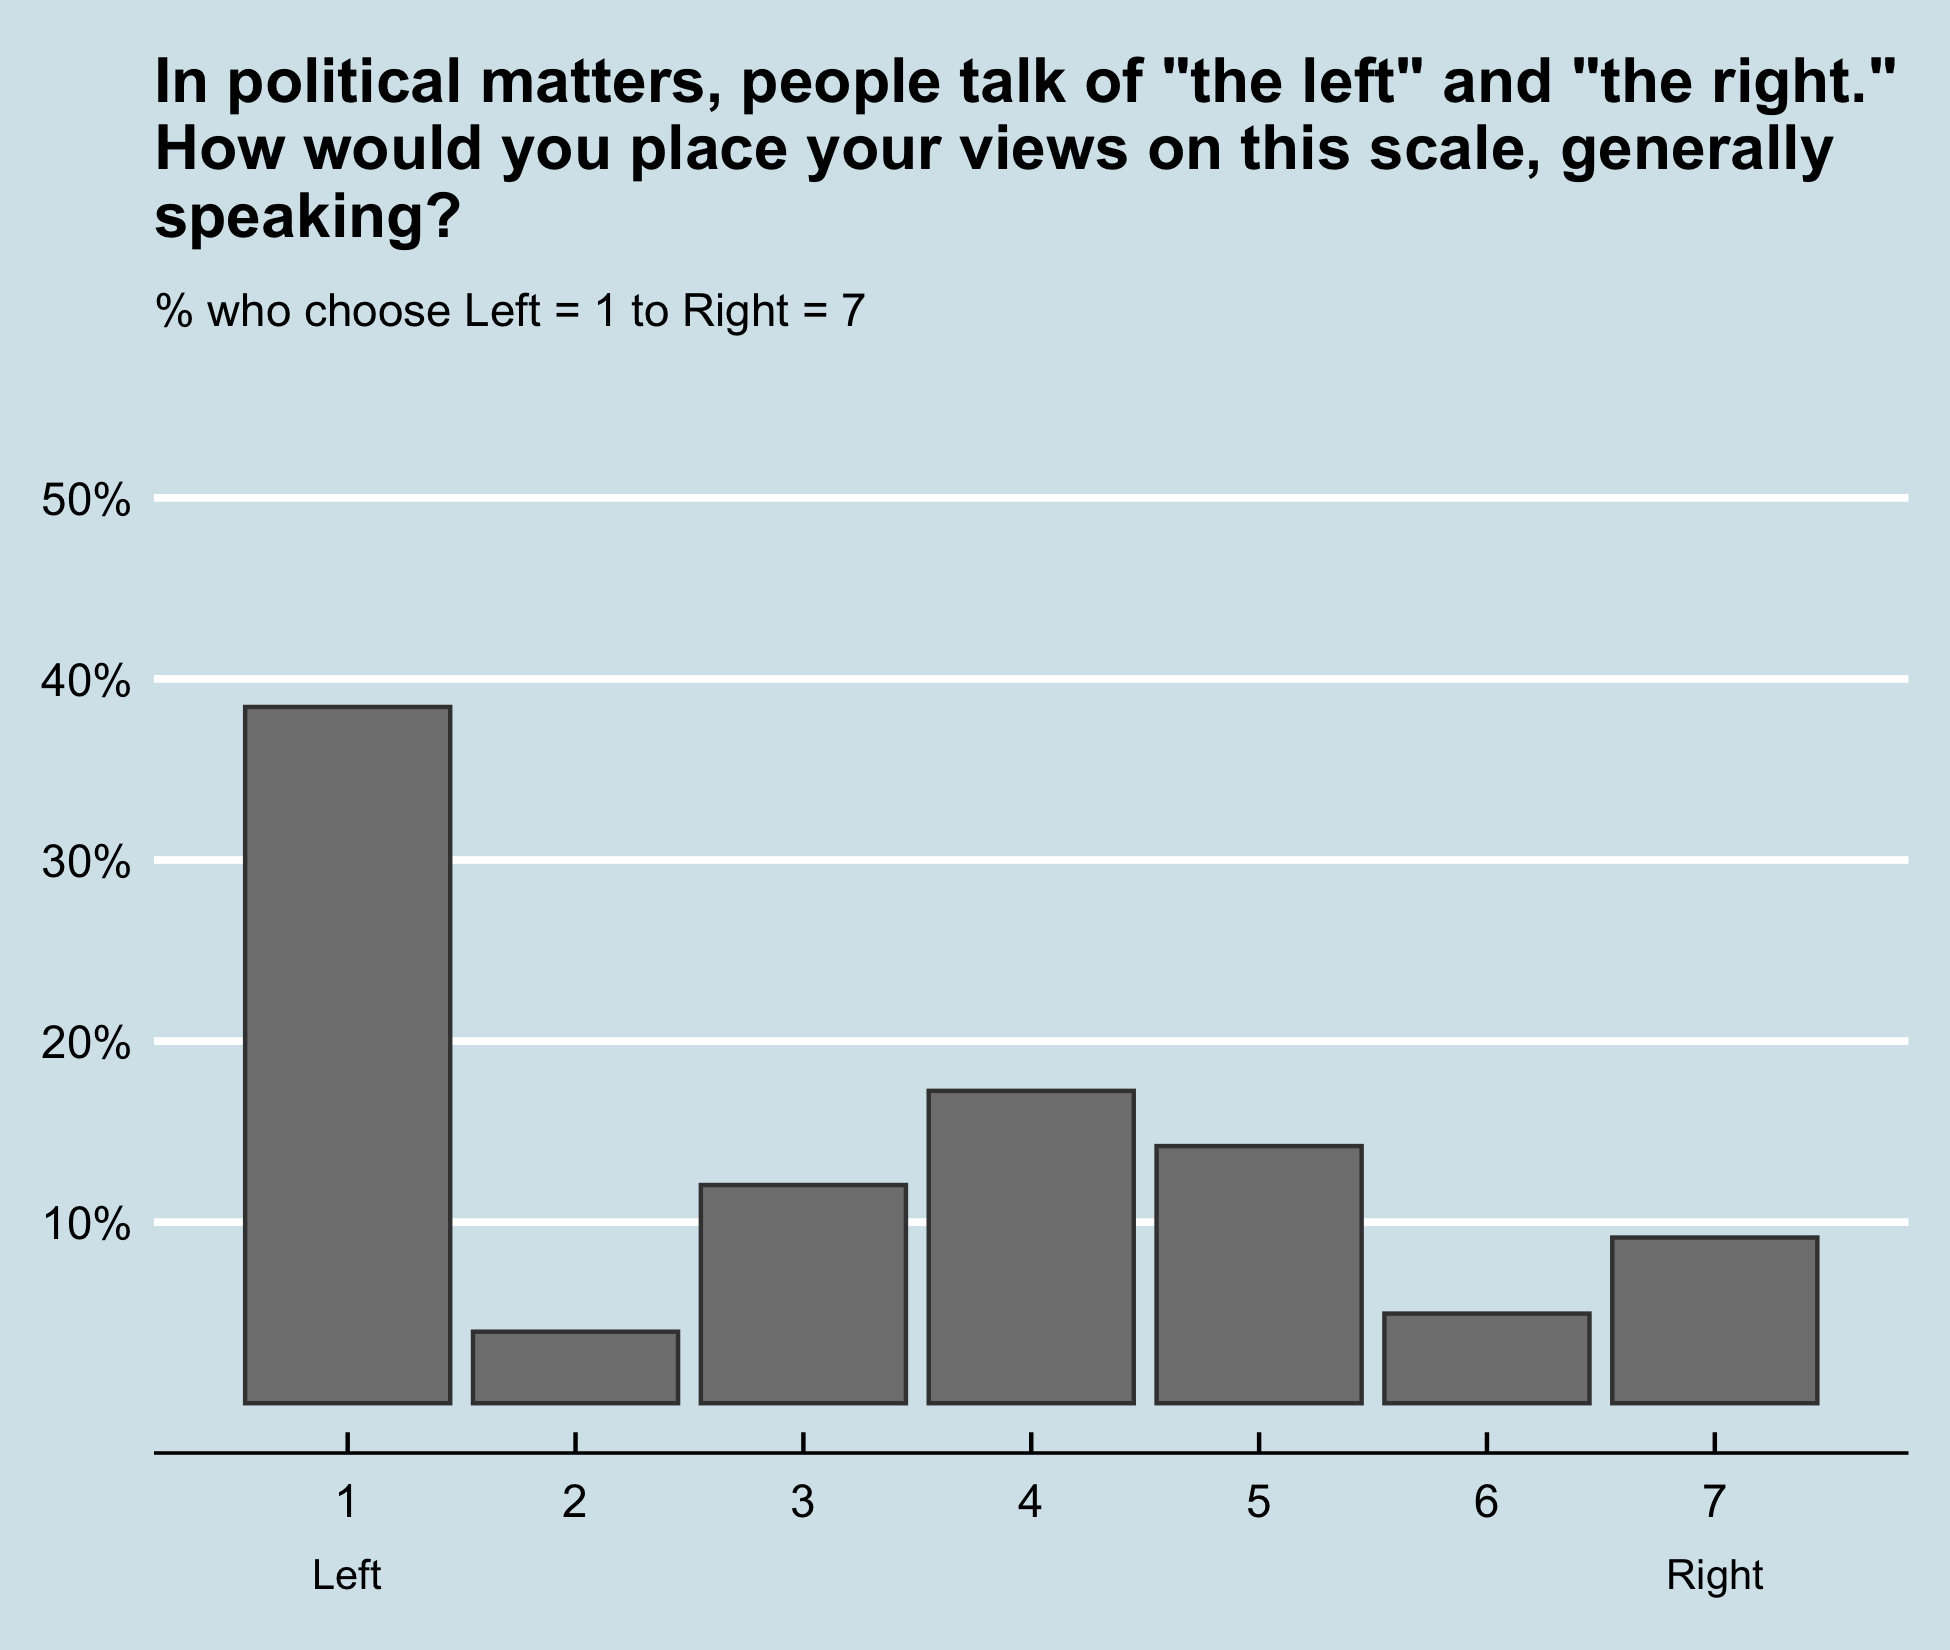 In political matters, people talk of "the left" and "the right."
How would you place your views on this scale, generally
speaking?
% who choose Left = 1 to Right = 7
50%
40%
30%
20%
10%
1 2 3 4 5 6 7
Left Right